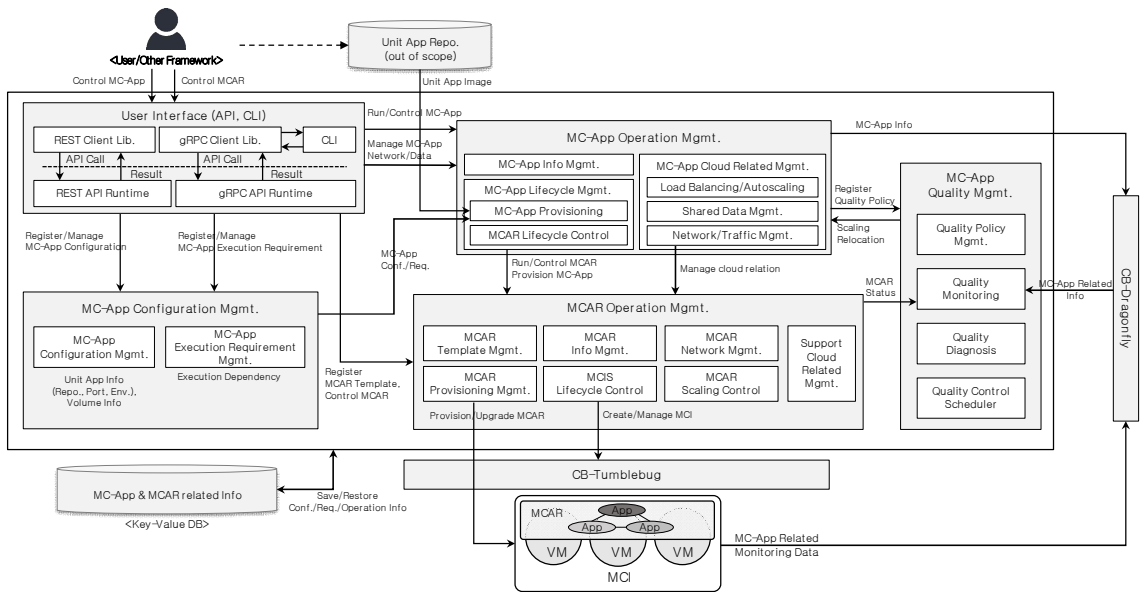 <User/Other Framework>
Unit App Repo.
(out of scope)
Control MC-App
Control MCAR
Unit App Image
User Interface (API, CLI)
REST Client Lib.
gRPC Client Lib.
CLI
API Call
Result
API Call
Result
REST API Runtime
gRPC API Runtime
Run/Control MC-App
Manage MC-App
Network/Data
MC-App Operation Mgmt.
MC-App Info Mgmt.
MC-App Lifecycle Mgmt.
MC-App Provisioning
MCAR Lifecycle Control
MC-App Cloud Related Mgmt.
Load Balancing/Autoscaling
Shared Data Mgmt.
Network/Traffic Mgmt.
MC-App Info
Register
Quality Policy
Scaling
Relocation
MC-App
Quality Mgmt.
Quality Policy
Mgmt.
Quality
Monitoring
Quality
Diagnosis
Quality Control
Scheduler
MC-App Related
Info
CB-Dragonfly
Register/Manage
MC-App Configuration
Register/Manage
MC-App Execution Requirement
MC-App
Conf./Req.
Run/Control MCAR
Provision MC-App
Manage cloud relation
MCAR
Status
MC-App Configuration Mgmt.
MC-App
Configuration Mgmt.
MC-App
Execution Requirement
Mgmt.
Unit App Info
(Repo., Port, Env.),
Volume Info
Execution Dependency
Register
MCAR Template,
Control MCAR
MCAR Operation Mgmt.
MCAR
Template Mgmt.
MCAR
Info Mgmt.
MCAR
Network Mgmt.
MCAR
Provisioning Mgmt.
MCIS
Lifecycle Control
MCAR
Scaling Control
Support
Cloud
Related
Mgmt.
Provision/Upgrade MCAR
Create/Manage MCI
CB-Tumblebug
MC-App & MCAR related Info
<Key-Value DB>
Save/Restore
Conf./Req./Operation Info
MCAR
App
App
App
VM
VM
VM
MCI
MC-App Related
Monitoring Data